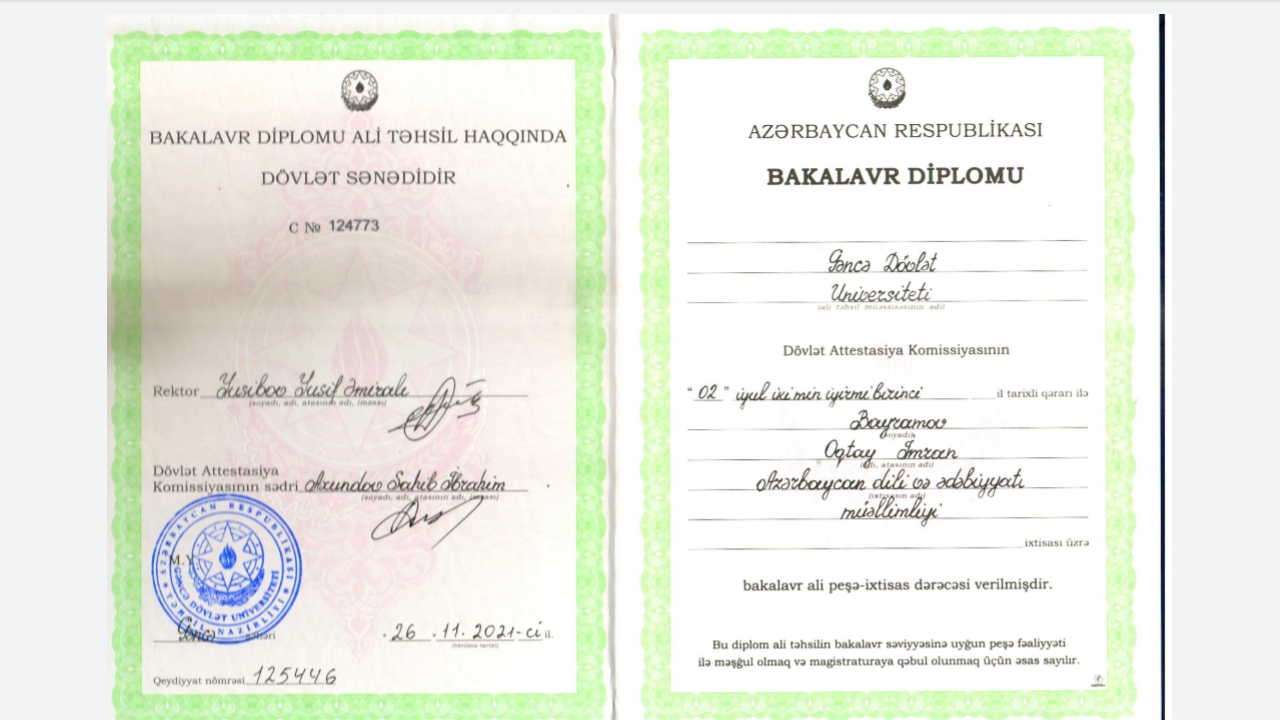 BAKALAVR DİPLOMU ALİ TƏHSİL HAQQINDA
DÖVLƏT SƏNƏDİDİR
C № 124773
Rektor Yusibov Yusif Əmiralı
(soyadı, adı, atasının adı, imzası)
Dövlət Attestasiya
Komissiyasının sədri Axundov Sahib İbrahim
(soyadı, adı, atasının adı, imzası)
AZƏRBAYCAN RESPUBLİKASI
TƏHSİL NAZİRLİYİ
GƏNCƏ DÖVLƏT UNİVERSİTETİ
M.Y.
Gəncə şəhəri 26.11.2021-ci il.
(verilmə tarixi)
Qeydiyyat nömrəsi 125446
AZƏRBAYCAN RESPUBLİKASI
BAKALAVR DİPLOMU
Gəncə Dövlət
Universiteti
(ali təhsil müəssisəsinin adı)
Dövlət Attestasiya Komissiyasının
"02" iyul iki min iyirmi birinci il tarixli qərarı ilə
Bayramov
(soyadı)
Oqtay İmran
(adı, atasının adı)
Azərbaycan dili və ədəbiyyatı
(ixtisasın adı)
müəllimliyi
ixtisası üzrə
bakalavr ali peşə-ixtisas dərəcəsi verilmişdir.
Bu diplom ali təhsilin bakalavr səviyyəsinə uyğun peşə fəaliyyəti
ilə məşğul olmaq və magistraturaya qəbul olunmaq üçün əsas sayılır.